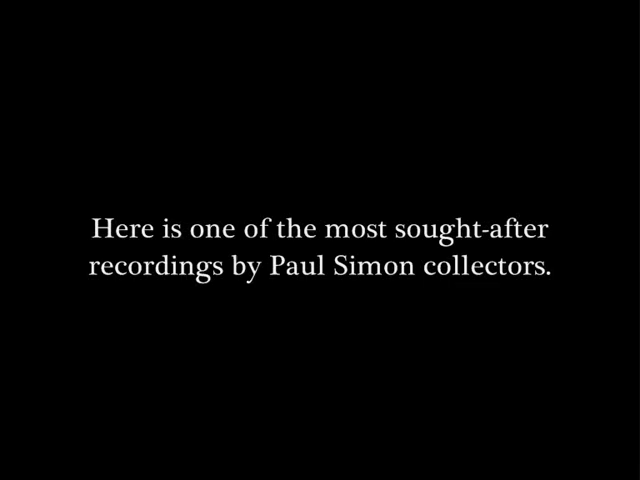 Here is one of the most sought-after
recordings by Paul Simon collectors.